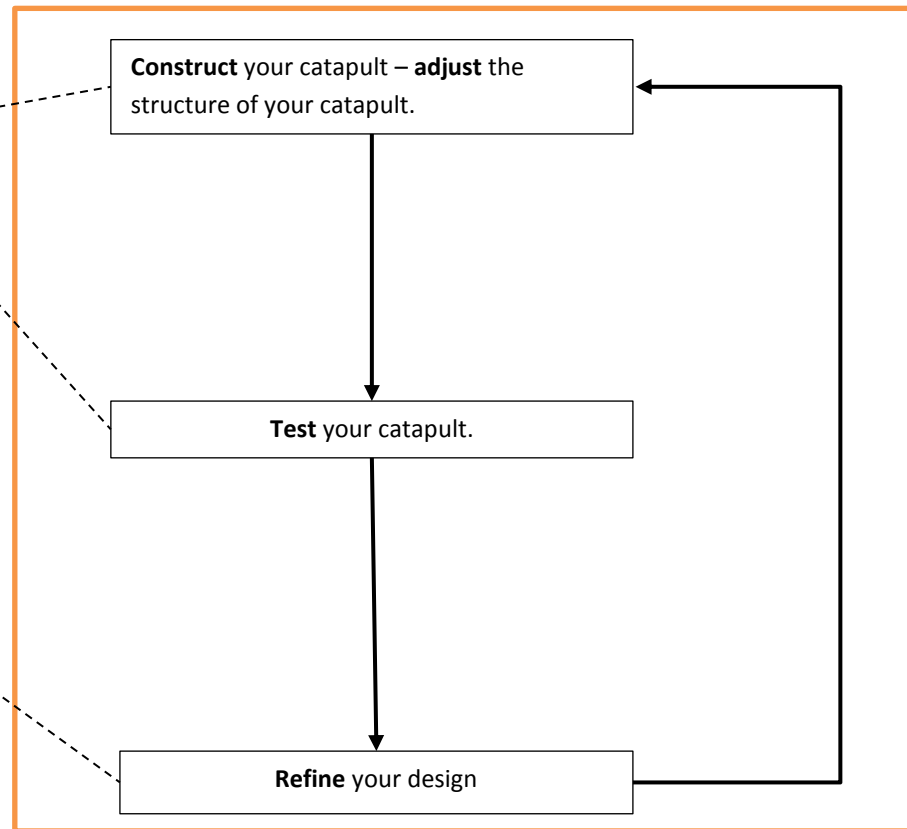 Construct your catapult – adjust the
structure of your catapult.
Test your catapult.
Refine your design